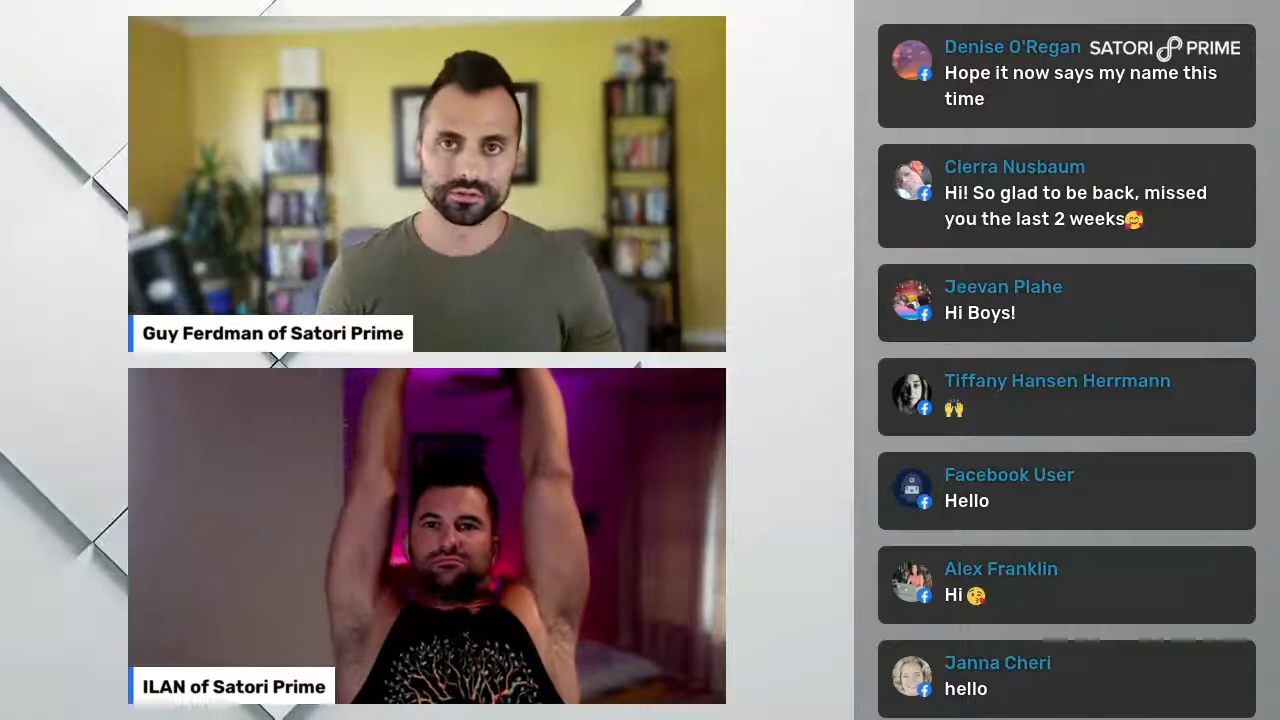 Guy Ferdman of Satori Prime
ILAN of Satori Prime
SATORI PRIME
Denise O'Regan
Hope it now says my name this
time
Cierra Nusbaum
Hi! So glad to be back, missed
you the last 2 weeks🥰
Jeevan Plahe
Hi Boys!
Tiffany Hansen Herrmann
🙌
Facebook User
Hello
Alex Franklin
Hi 😘
Janna Cheri
hello